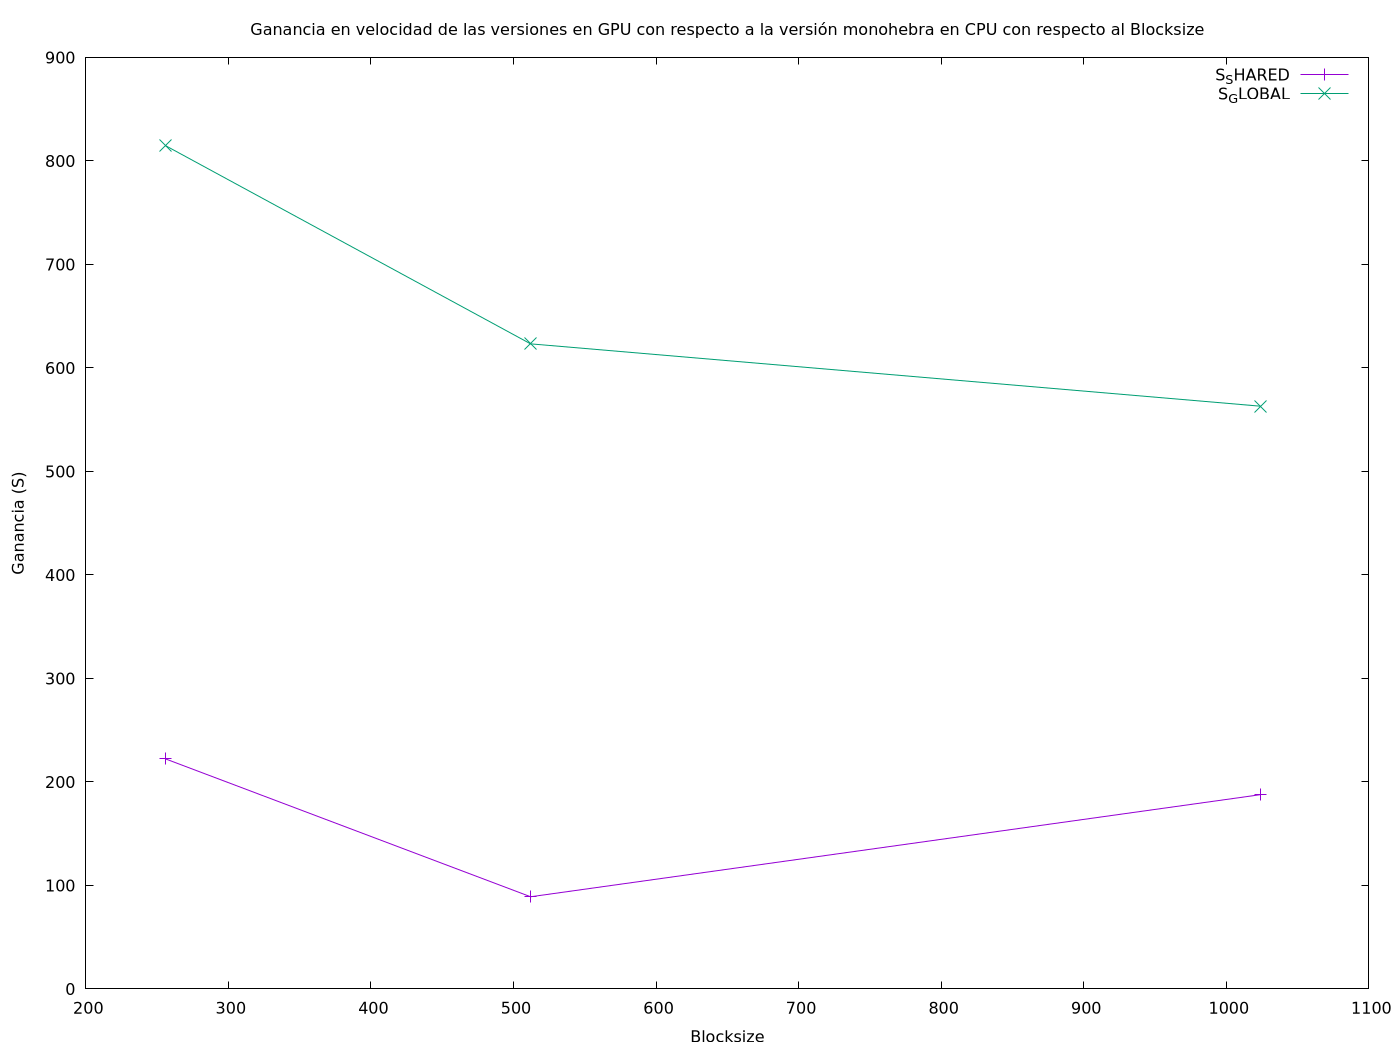 Ganancia en velocidad de las versiones en GPU con respecto a la versión monohebra en CPU con respecto al Blocksize
900
800
700
600
500
400
300
200
100
0
Ganancia (S)
S_SHARED
S_GLOBAL
200 300 400 500 600 700 800 900 1000 1100
Blocksize